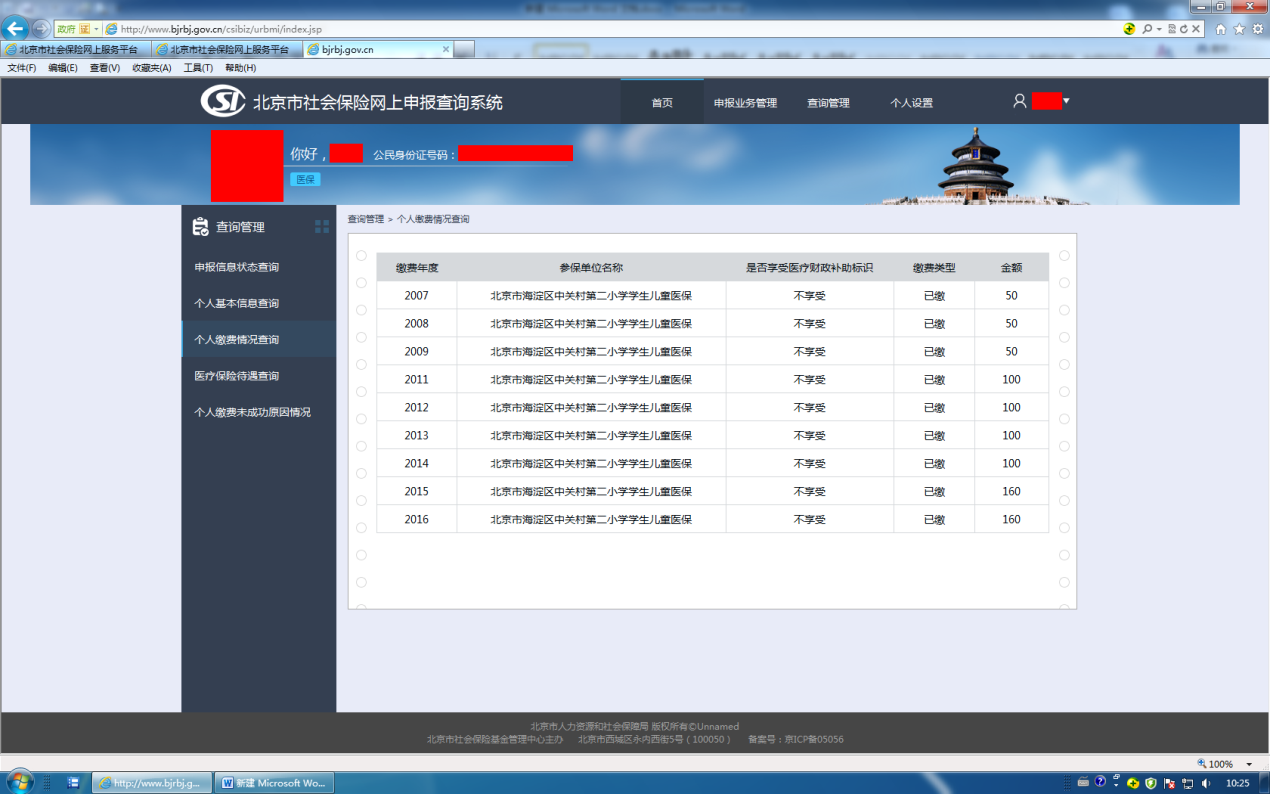 政府 证 http://www.bjrbj.gov.cn/csibiz/urbmi/index.jsp
北京市社会保险网上服务平台 北京市社会保险网上服务平台 bjrbj.gov.cn
文件(F) 编辑(E) 查看(V) 收藏夹(A) 工具(T) 帮助(H)
CSI 北京市社会保险网上申报查询系统 首页 申报业务管理 查询管理 个人设置
你好， 公民身份证号码：
医保
查询管理
申报信息状态查询
个人基本信息查询
个人缴费情况查询
医疗保险待遇查询
个人缴费未成功原因情况
查询管理 > 个人缴费情况查询
缴费年度 参保单位名称 是否享受医疗财政补助标识 缴费类型 金额
2007 北京市海淀区中关村第二小学学生儿童医保 不享受 已缴 50
2008 北京市海淀区中关村第二小学学生儿童医保 不享受 已缴 50
2009 北京市海淀区中关村第二小学学生儿童医保 不享受 已缴 50
2011 北京市海淀区中关村第二小学学生儿童医保 不享受 已缴 100
2012 北京市海淀区中关村第二小学学生儿童医保 不享受 已缴 100
2013 北京市海淀区中关村第二小学学生儿童医保 不享受 已缴 100
2014 北京市海淀区中关村第二小学学生儿童医保 不享受 已缴 100
2015 北京市海淀区中关村第二小学学生儿童医保 不享受 已缴 160
2016 北京市海淀区中关村第二小学学生儿童医保 不享受 已缴 160
北京市人力资源和社会保障局 版权所有©Unnamed
北京市社会保险基金管理中心主办 北京市西城区永内西街5号（100050） 备案号：京ICP备05056
100%
http://www.bjrbj.g... 新建 Microsoft Wo... 10:25